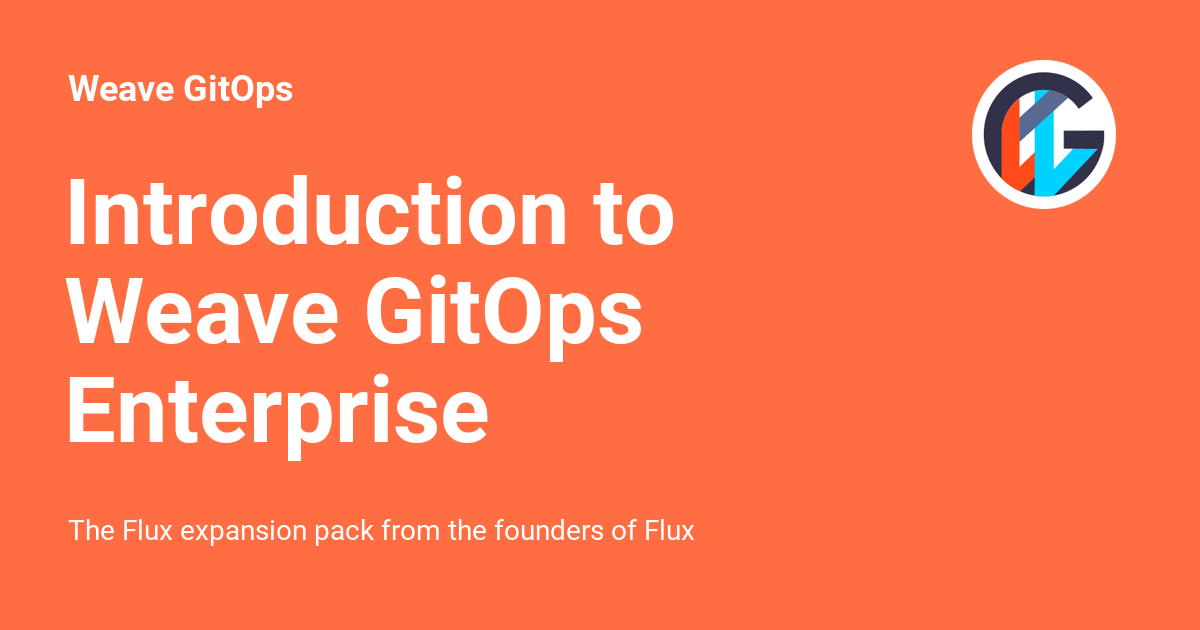 Weave GitOps
Introduction to
Weave GitOps
Enterprise
The Flux expansion pack from the founders of Flux